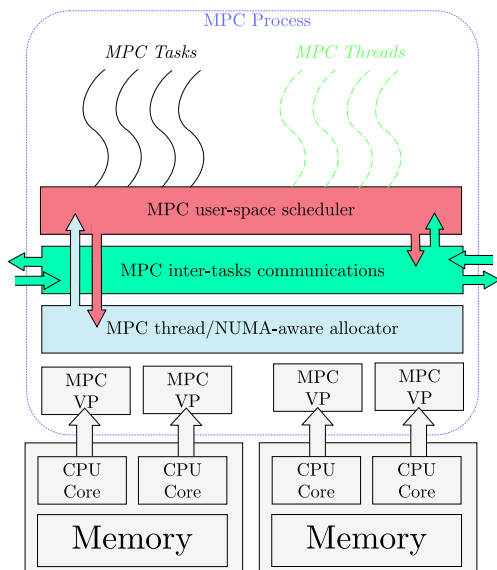 MPC Process
MPC Tasks
MPC Threads
MPC user-space scheduler
MPC inter-tasks communications
MPC thread/NUMA-aware allocator
MPC
VP
MPC
VP
MPC
VP
MPC
VP
CPU
Core
CPU
Core
CPU
Core
CPU
Core
Memory
Memory